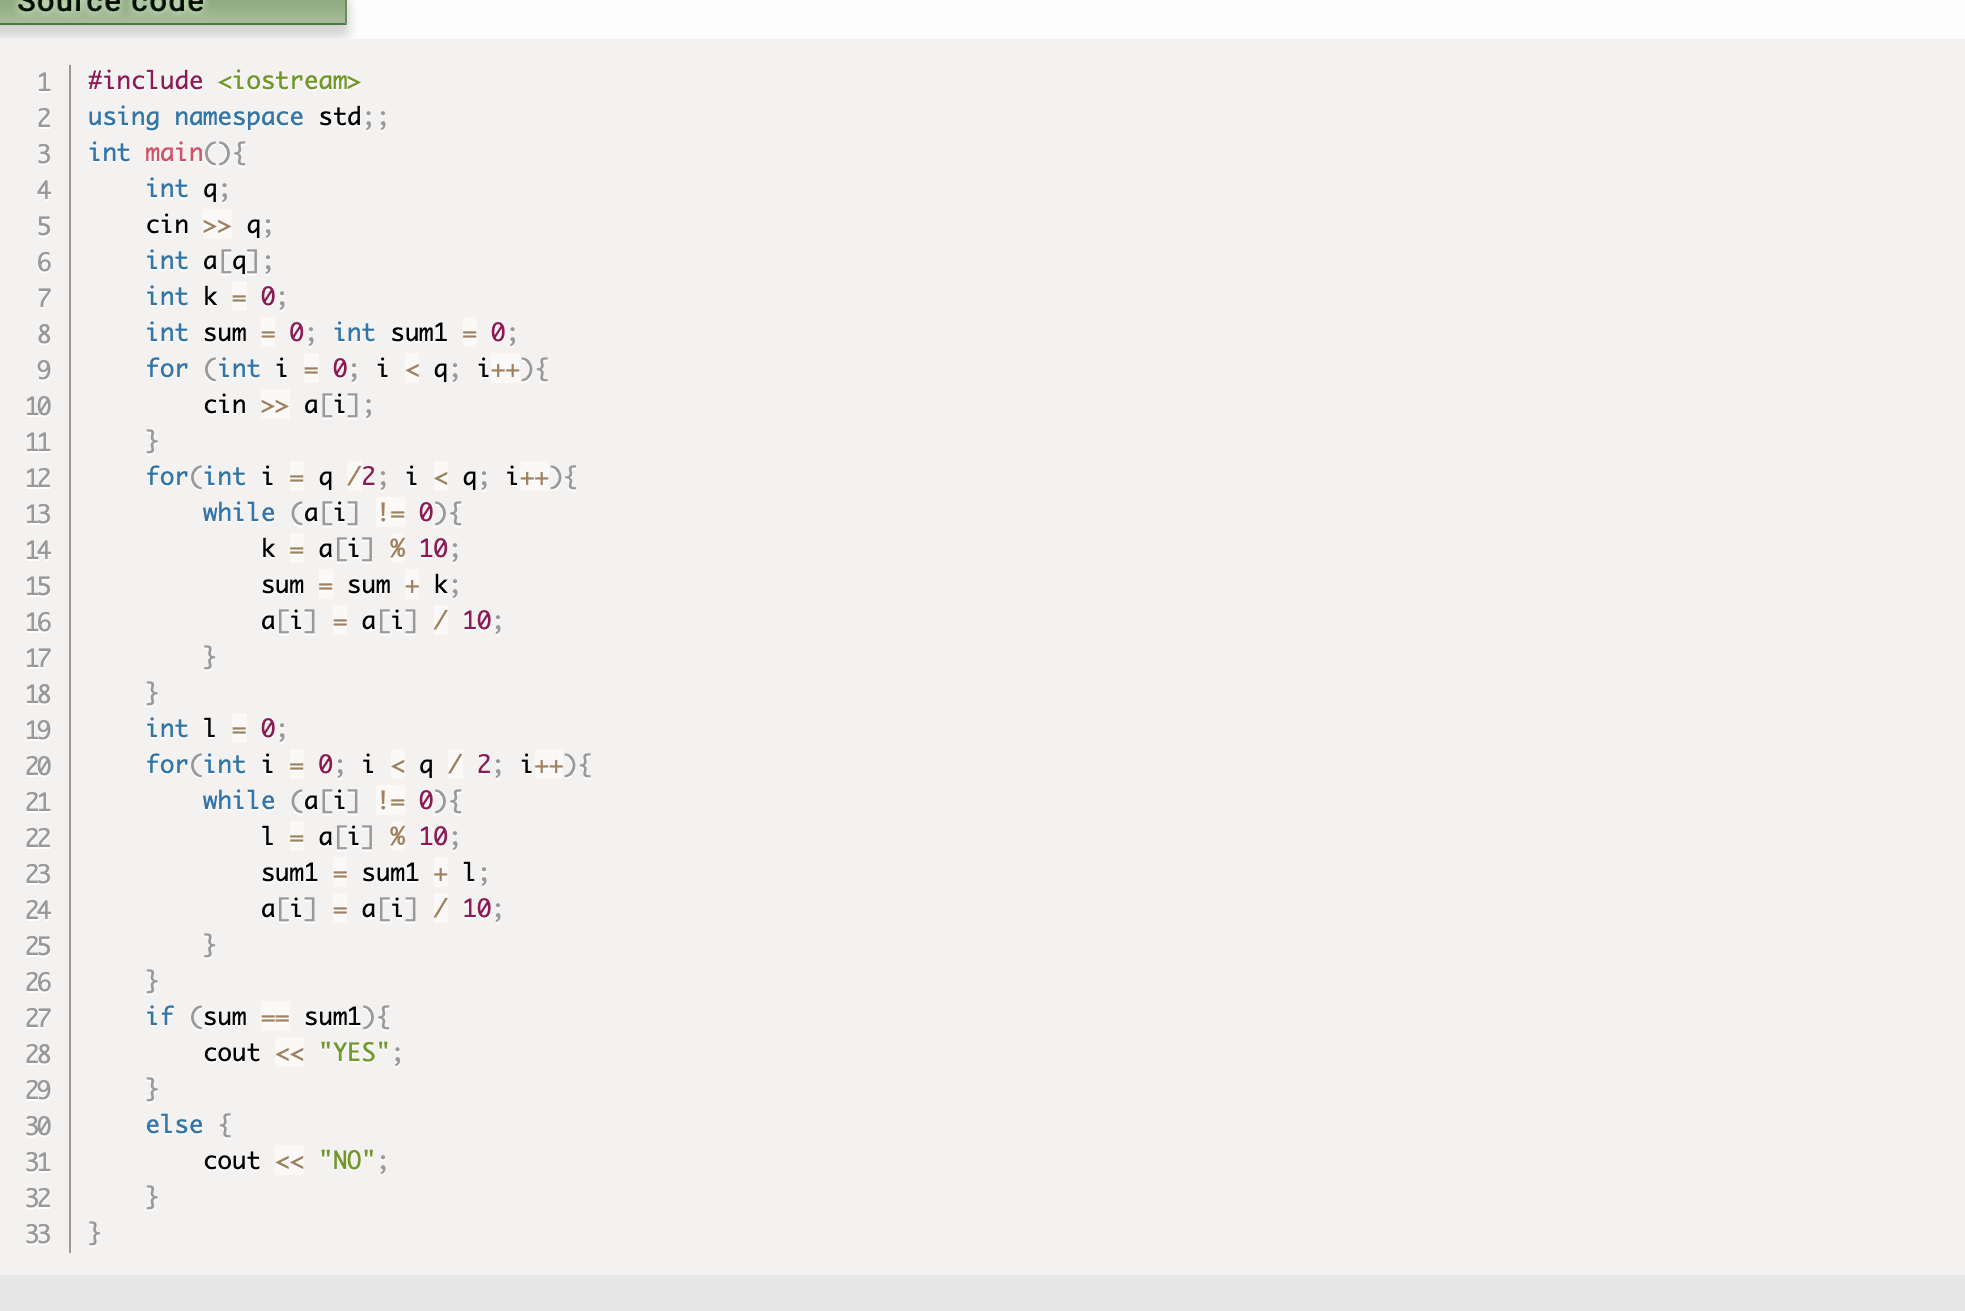 Source code
1 #include <iostream>
2 using namespace std;;
3 int main(){
4     int q;
5     cin >> q;
6     int a[q];
7     int k = 0;
8     int sum = 0; int sum1 = 0;
9     for (int i = 0; i < q; i++){
10         cin >> a[i];
11     }
12     for(int i = q /2; i < q; i++){
13         while (a[i] != 0){
14             k = a[i] % 10;
15             sum = sum + k;
16             a[i] = a[i] / 10;
17         }
18     }
19     int l = 0;
20     for(int i = 0; i < q / 2; i++){
21         while (a[i] != 0){
22             l = a[i] % 10;
23             sum1 = sum1 + l;
24             a[i] = a[i] / 10;
25         }
26     }
27     if (sum == sum1){
28         cout << "YES";
29     }
30     else {
31         cout << "NO";
32     }
33 }